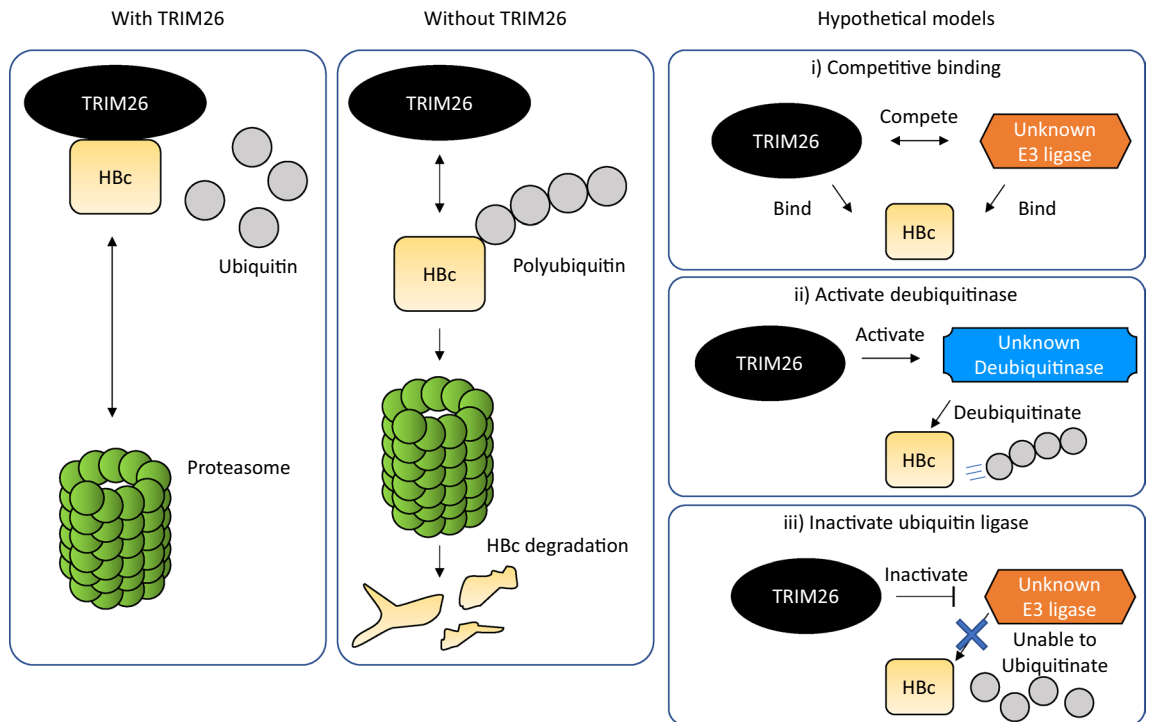 With TRIM26
Without TRIM26
Hypothetical models
TRIM26
HBc
Ubiquitin
Proteasome
TRIM26
HBc
Polyubiquitin
HBc degradation
i) Competitive binding
TRIM26
Compete
Unknown
E3 ligase
Bind
HBc
Bind
ii) Activate deubiquitinase
TRIM26
Activate
Unknown
Deubiquitinase
Deubiquitinate
HBc
iii) Inactivate ubiquitin ligase
TRIM26
Inactivate
Unknown
E3 ligase
Unable to
Ubiquitinate
HBc